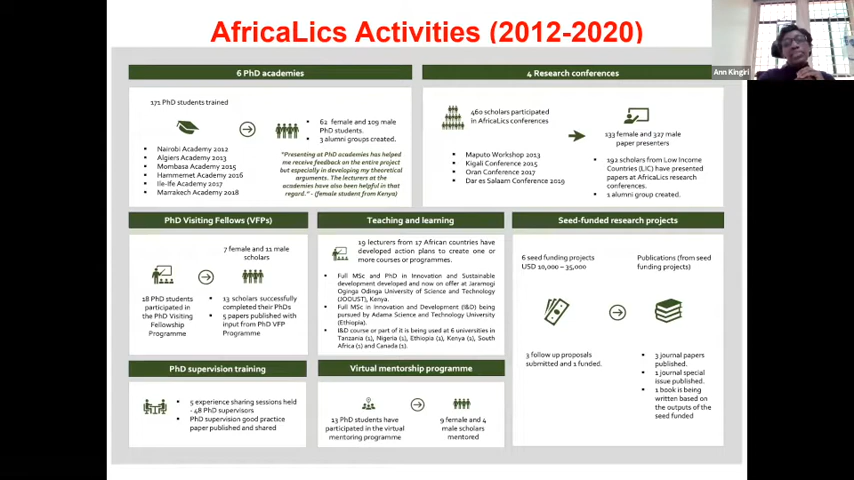 AfricaLics Activities (2012-2020)
Ann Kingiri
6 PhD academies
171 PhD students trained
• Nairobi Academy 2012
• Algiers Academy 2013
• Mombasa Academy 2015
• Hammemet Academy 2016
• Ile-Ife Academy 2017
• Marrakech Academy 2018
• 62 female and 109 male
PhD students.
• 3 alumni groups created.
"Presenting at PhD academies has helped
me receive feedback on the entire project
but especially in developing my theoretical
arguments. The lecturers at the
academies have also been helpful in that
regard." - (female student from Kenya)
4 Research conferences
460 scholars participated
in AfricaLics conferences
• Maputo Workshop 2013
• Kigali Conference 2015
• Oran Conference 2017
• Dar es Salaam Conference 2019
133 female and 327 male
paper presenters
• 192 scholars from Low Income
Countries (LIC) have presented
papers at AfricaLics research
conferences.
• 1 alumni group created.
PhD Visiting Fellows (VFPs)
7 female and 11 male
scholars
18 PhD students
participated in
the PhD Visiting
Fellowship
Programme
• 13 scholars successfully
completed their PhDs
• 5 papers published with
input from PhD VFP
Programme
Teaching and learning
19 lecturers from 17 African countries have
developed action plans to create one or
more courses or programmes.
• Full MSc and PhD in Innovation and Sustainable
development developed and now on offer at Jaramogi
Oginga Odinga University of Science and Technology
(JOOUST), Kenya.
• Full MSc in Innovation and Development (I&D) being
pursued by Adama Science and Technology University
(Ethiopia).
• I&D course or part of it is being used at 6 universities in
Tanzania (1), Nigeria (1), Ethiopia (1), Kenya (1), South
Africa (1) and Canada (1).
Seed-funded research projects
6 seed funding projects
USD 10,000 – 35,000
Publications (from seed
funding projects)
3 follow up proposals
submitted and 1 funded.
• 3 journal papers
published.
• 1 journal special
issue published.
• 1 book is being
written based on the
outputs of the
seed funded
PhD supervision training
• 5 experience sharing sessions held
- 48 PhD supervisors
• PhD supervision good practice
paper published and shared
Virtual mentorship programme
13 PhD students have
participated in the virtual
mentoring programme
9 female and 4
male scholars
mentored